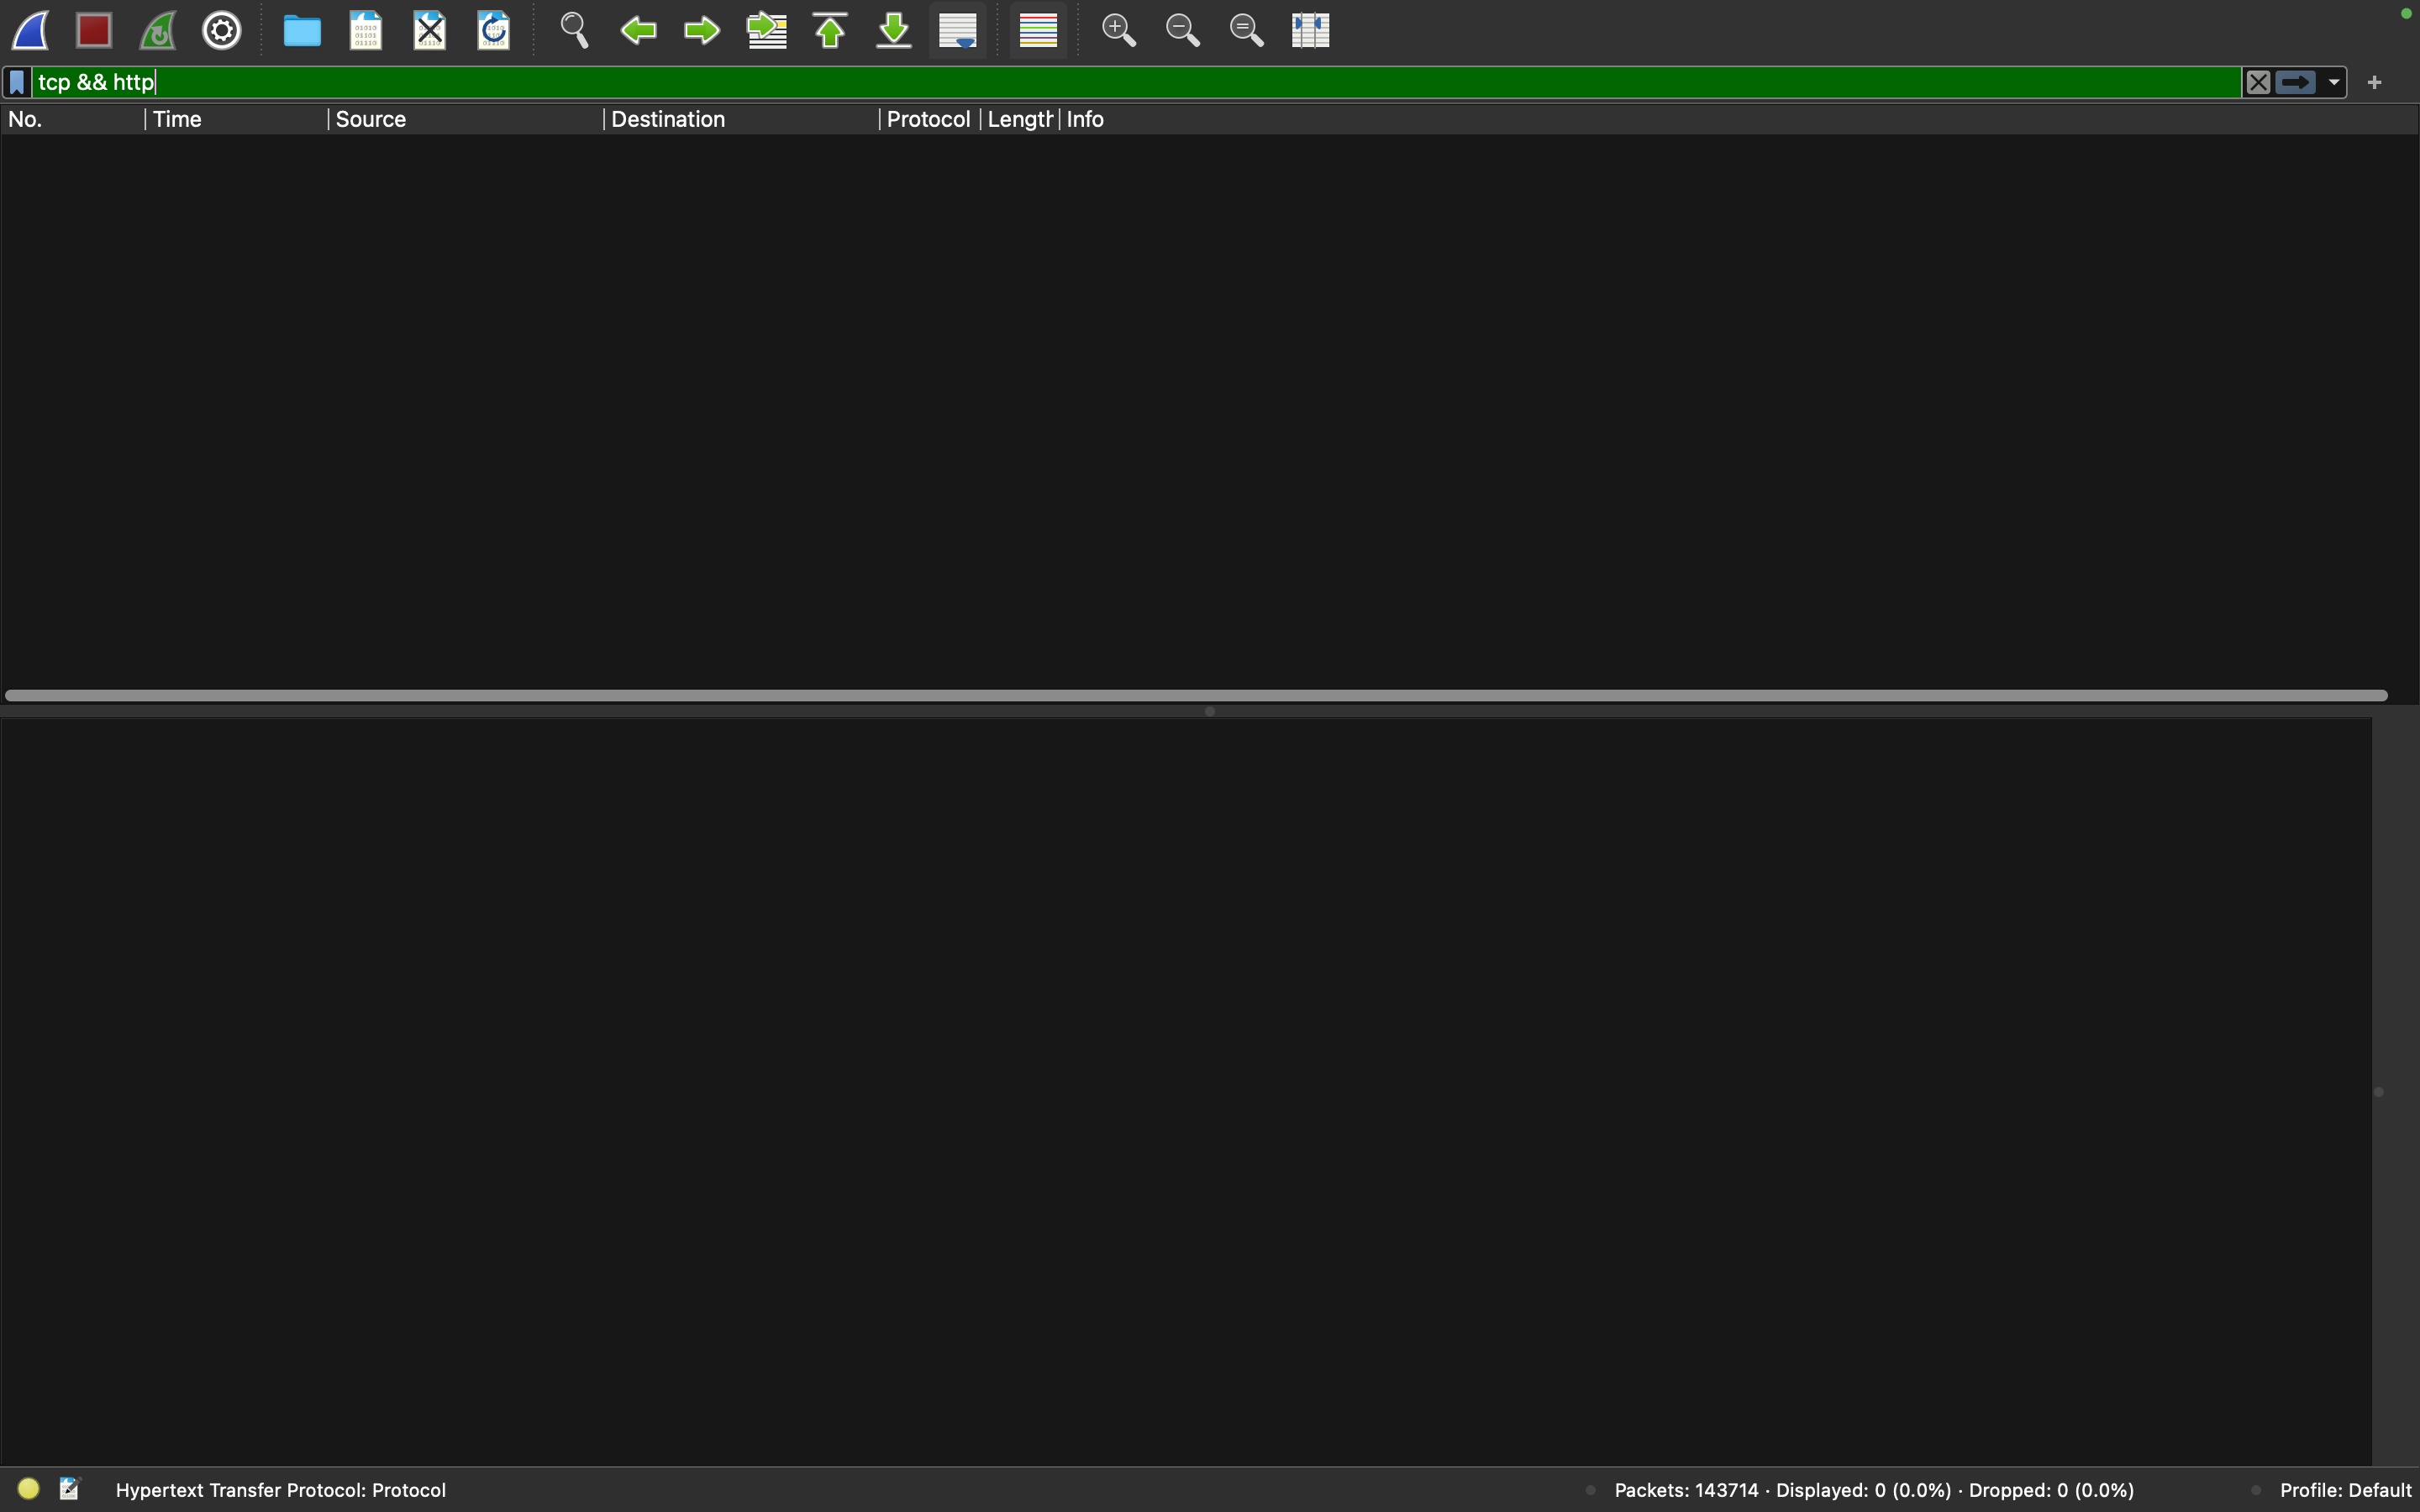 tcp && http
No. Time Source Destination Protocol Length Info
Hypertext Transfer Protocol: Protocol Packets: 143714 · Displayed: 0 (0.0%) · Dropped: 0 (0.0%) Profile: Default